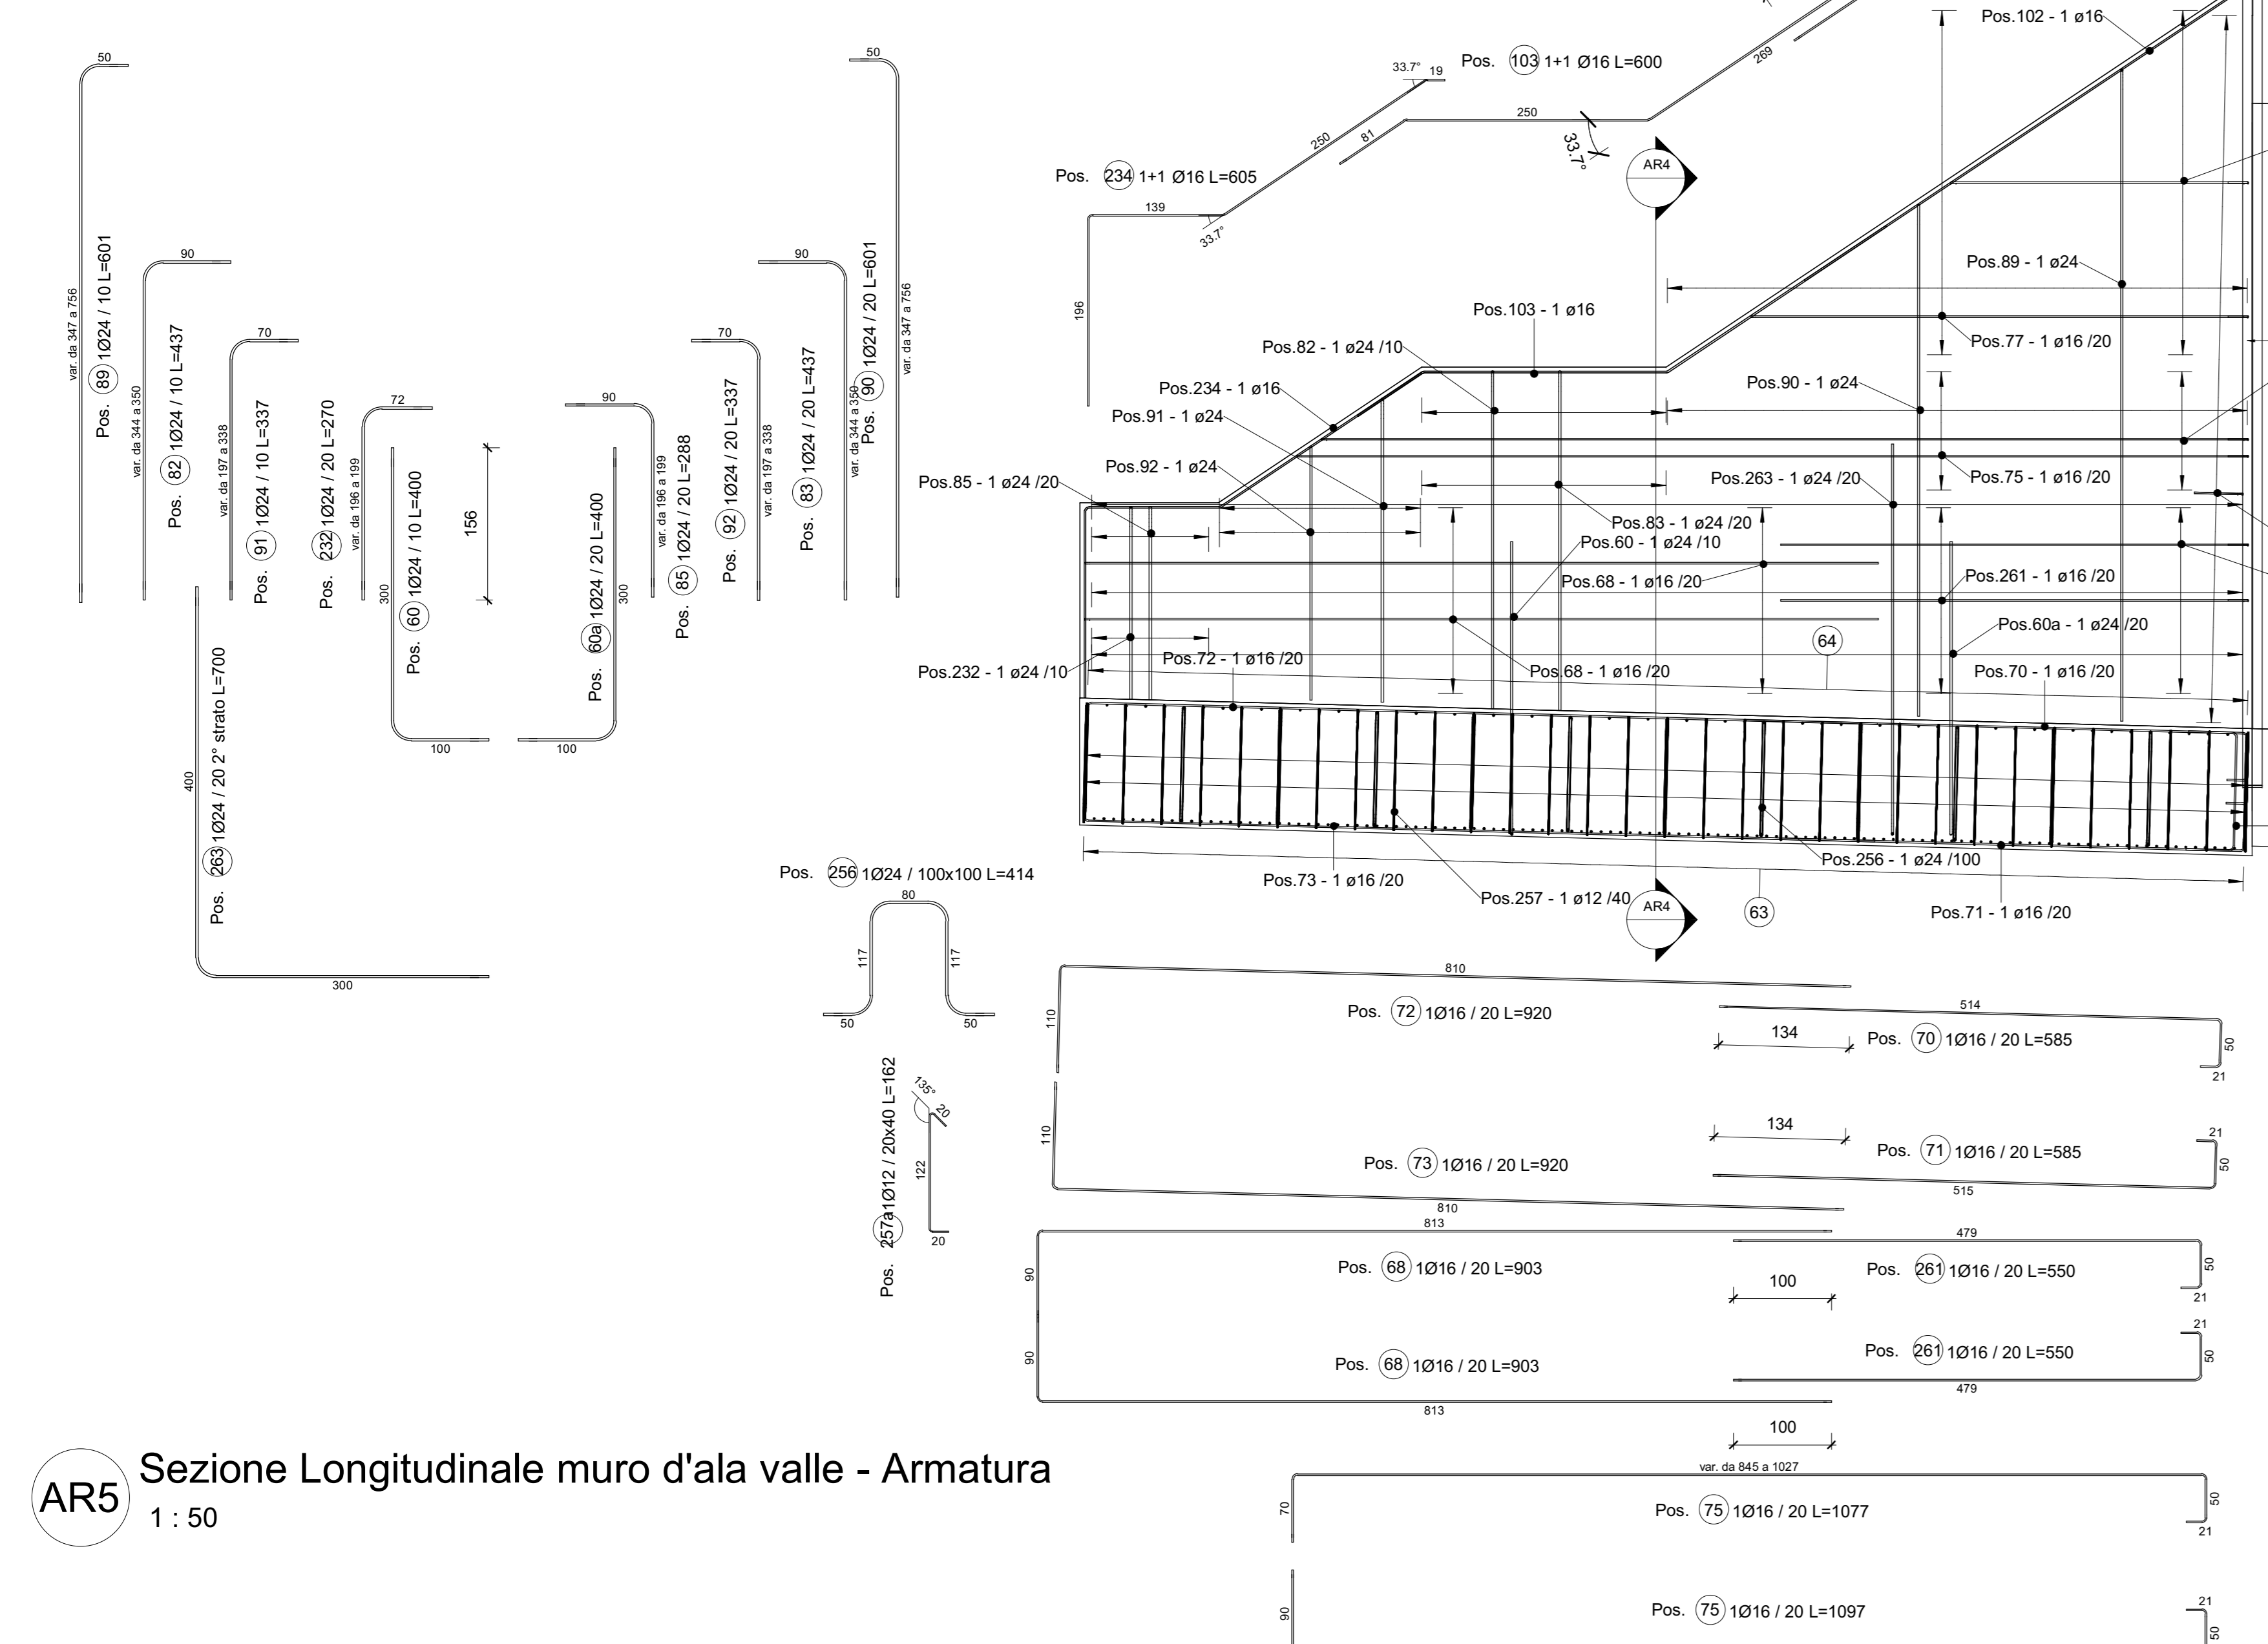 50
var. da 347 a 756
Pos. 89 1Ø24 / 10 L=601
90
var. da 344 a 350
Pos. 82 1Ø24 / 10 L=437
70
var. da 197 a 338
Pos. 91 1Ø24 / 10 L=337
72
var. da 196 a 199
Pos. 232 1Ø24 / 20 L=270
300
100
Pos. 60 1Ø24 / 10 L=400
156
300
100
Pos. 60a 1Ø24 / 20 L=400
90
var. da 196 a 199
Pos. 85 1Ø24 / 20 L=288
70
var. da 197 a 338
Pos. 92 1Ø24 / 20 L=337
90
var. da 344 a 350
Pos. 83 1Ø24 / 20 L=437
50
var. da 347 a 756
Pos. 90 1Ø24 / 20 L=601
400
300
Pos. 263 1Ø24 / 20 2° strato L=700
Pos. 256 1Ø24 / 100x100 L=414
80
117
117
50
50
Pos. 257a 1Ø12 / 20x40 L=162
135°
20
122
20
Pos. 103 1+1 Ø16 L=600
81
250
269
33.7°
Pos. 234 1+1 Ø16 L=605
33.7°
19
250
139
33.7°
196
AR4
Pos.102 - 1 ø16
Pos.89 - 1 ø24
Pos.103 - 1 ø16
Pos.77 - 1 ø16 /20
Pos.82 - 1 ø24 /10
Pos.90 - 1 ø24
Pos.234 - 1 ø16
Pos.91 - 1 ø24
Pos.92 - 1 ø24
Pos.85 - 1 ø24 /20
Pos.263 - 1 ø24 /20
Pos.75 - 1 ø16 /20
Pos.83 - 1 ø24 /20
Pos.60 - 1 ø24 /10
Pos.68 - 1 ø16 /20
Pos.261 - 1 ø16 /20
Pos.60a - 1 ø24 /20
64
Pos.232 - 1 ø24 /10
Pos.72 - 1 ø16 /20
Pos.68 - 1 ø16 /20
Pos.70 - 1 ø16 /20
Pos.73 - 1 ø16 /20
Pos.257 - 1 ø12 /40
Pos.256 - 1 ø24 /100
Pos.71 - 1 ø16 /20
AR4
63
810
110
Pos. 72 1Ø16 / 20 L=920
514
134
Pos. 70 1Ø16 / 20 L=585
50
21
110
Pos. 73 1Ø16 / 20 L=920
810
134
Pos. 71 1Ø16 / 20 L=585
21
50
515
813
90
Pos. 68 1Ø16 / 20 L=903
479
100
Pos. 261 1Ø16 / 20 L=550
50
21
90
Pos. 68 1Ø16 / 20 L=903
813
Pos. 261 1Ø16 / 20 L=550
21
50
479
100
var. da 845 a 1027
70
Pos. 75 1Ø16 / 20 L=1077
50
21
90
Pos. 75 1Ø16 / 20 L=1097
21
50
AR5
Sezione Longitudinale muro d'ala valle - Armatura
1 : 50